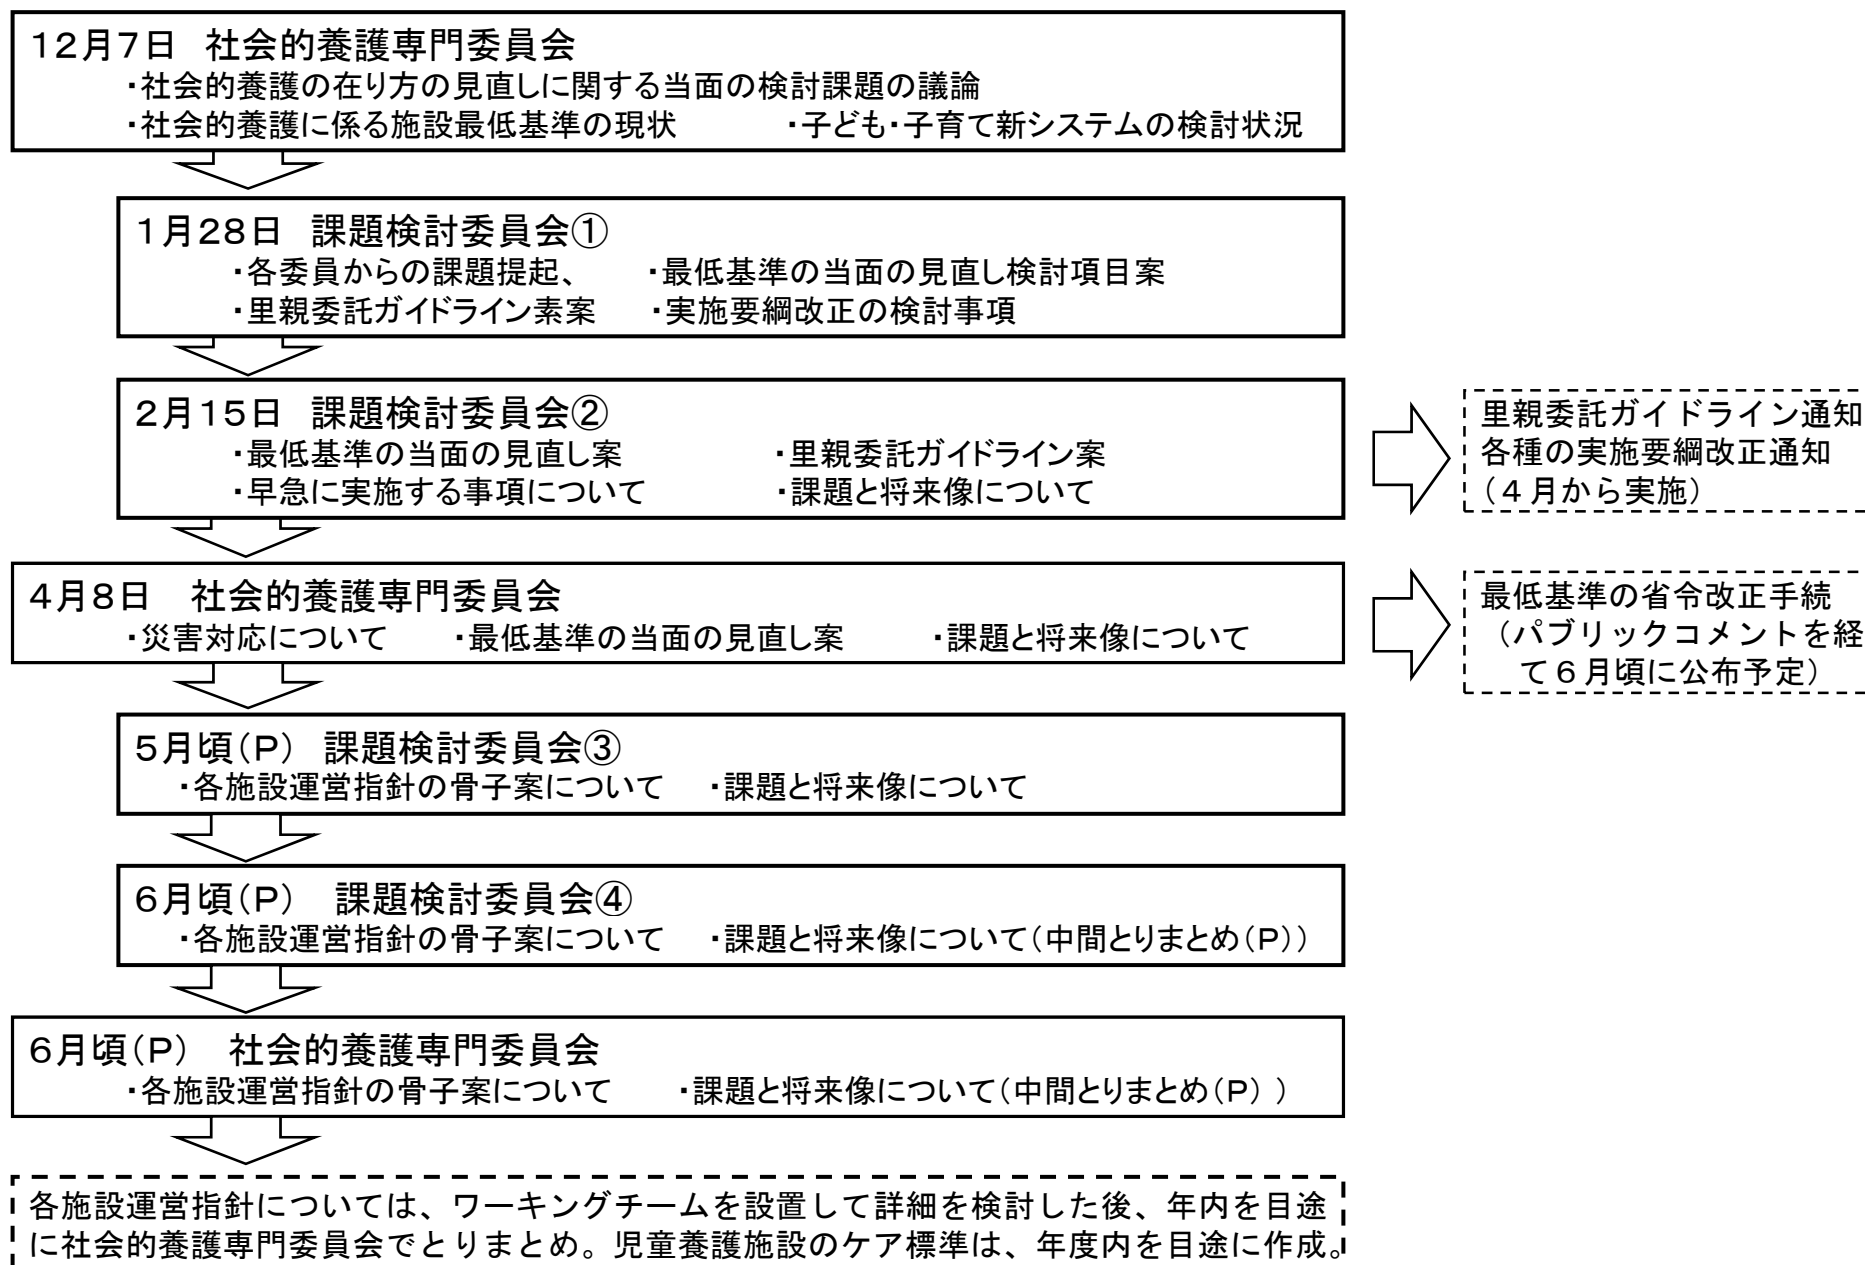 12月7日　社会的養護専門委員会
・社会的養護の在り方の見直しに関する当面の検討課題の議論
・社会的養護に係る施設最低基準の現状　　　・子ども・子育て新システムの検討状況
1月28日　課題検討委員会①
・各委員からの課題提起、　　・最低基準の当面の見直し検討項目案
・里親委託ガイドライン素案　・実施要綱改正の検討事項
2月15日　課題検討委員会②
・最低基準の当面の見直し案　　　　・里親委託ガイドライン案
・早急に実施する事項について　　　・課題と将来像について
里親委託ガイドライン通知
各種の実施要綱改正通知
（４月から実施）
4月8日　社会的養護専門委員会
・災害対応について　・最低基準の当面の見直し案　　・課題と将来像について
最低基準の省令改正手続
（パブリックコメントを経
て６月頃に公布予定）
5月頃（P）　課題検討委員会③
・各施設運営指針の骨子案について　・課題と将来像について
6月頃（P）　課題検討委員会④
・各施設運営指針の骨子案について　・課題と将来像について（中間とりまとめ（P））
6月頃（P）　社会的養護専門委員会
・各施設運営指針の骨子案について　　・課題と将来像について（中間とりまとめ（P） ）
各施設運営指針については、ワーキングチームを設置して詳細を検討した後、年内を目途
に社会的養護専門委員会でとりまとめ。児童養護施設のケア標準は、年度内を目途に作成。